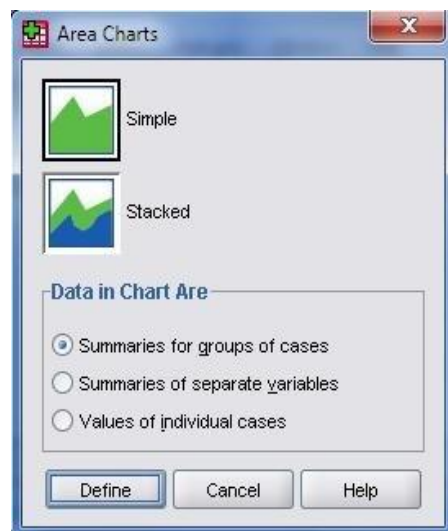 Area Charts
Simple
Stacked
Data in Chart Are
Summaries for groups of cases
Summaries of separate variables
Values of individual cases
Define Cancel Help